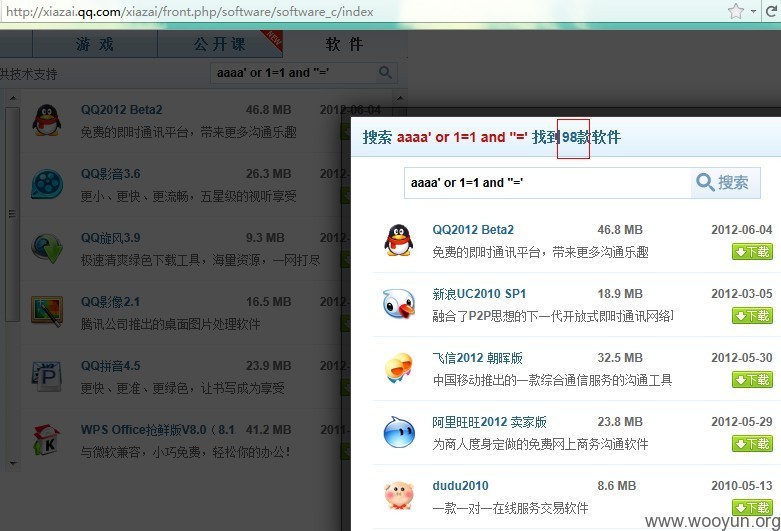 http://xiazai.qq.com/xiazai/front.php/software/software_c/index
游 戏 公开课 NEW 软 件
供技术支持 aaaa' or 1=1 and ''='
QQ2012 Beta2 46.8 MB 2012-06-04
免费的即时通讯平台，带来更多沟通乐趣
QQ影音3.6 26.3 MB 2012
更小、更快、更流畅，五星级的视听享受
QQ旋风3.9 9.3 MB 2012
极速清爽绿色下载工具，海量资源，一网打尽
QQ影像2.1 16.5 MB 2012
腾讯公司推出的桌面图片处理软件
QQ拼音4.5 23.9 MB 2012
更快、更准、更绿色，让书写成为享受
WPS Office抢鲜版V8.0（8.1 41.2 MB 2011
与微软兼容，小巧免费，轻松你的办公！
搜索 aaaa' or 1=1 and ''=' 找到98款软件
aaaa' or 1=1 and ''=' 搜索
QQ2012 Beta2 46.8 MB 2012-06-04
免费的即时通讯平台，带来更多沟通乐趣 下载
新浪UC2010 SP1 18.9 MB 2012-03-05
融合了P2P思想的下一代开放式即时通讯网络 下载
飞信2012 朝晖版 32.5 MB 2012-05-30
中国移动推出的一款综合通信服务的沟通工具 下载
阿里旺旺2012 卖家版 23.8 MB 2012-05-29
为商人度身定做的免费网上商务沟通软件 下载
dudu2010 8.6 MB 2010-05-13
一款一对一在线服务交易软件 下载
www.wooyun.org